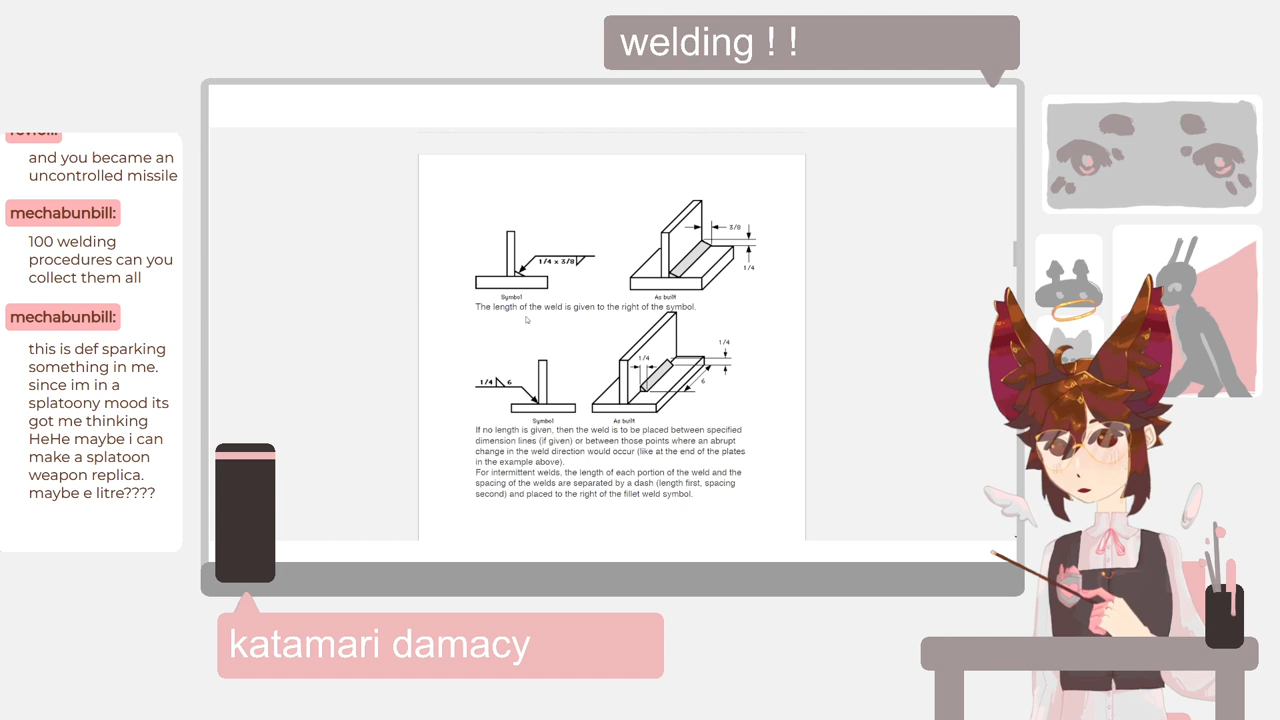 welding ! !
and you became an
uncontrolled missile
mechabunbill:
100 welding
procedures can you
collect them all
mechabunbill:
this is def sparking
something in me.
since im in a
splatoony mood its
got me thinking
HeHe maybe i can
make a splatoon
weapon replica.
maybe e litre????
1/4 x 3/8
3/8
1/4
Symbol
As built
The length of the weld is given to the right of the symbol.
1/4
6
1/4
1/4
6
Symbol
As built
If no length is given, then the weld is to be placed between specified
dimension lines (if given) or between those points where an abrupt
change in the weld direction would occur (like at the end of the plates
in the example above).
For intermittent welds, the length of each portion of the weld and the
spacing of the welds are separated by a dash (length first, spacing
second) and placed to the right of the fillet weld symbol.
katamari damacy